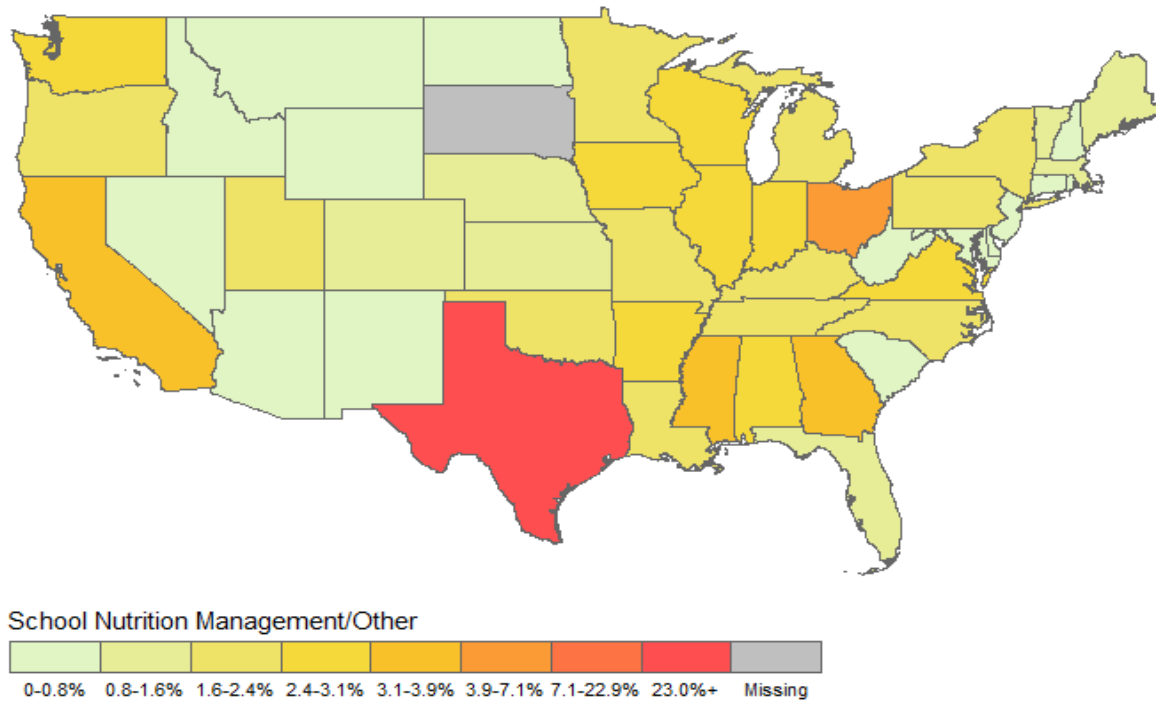 School Nutrition Management/Other
0-0.8% 0.8-1.6% 1.6-2.4% 2.4-3.1% 3.1-3.9% 3.9-7.1% 7.1-22.9% 23.0%+ Missing